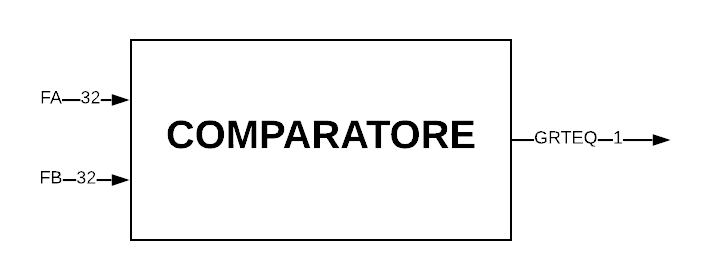 FA 32
COMPARATORE
GRTEQ 1
FB 32